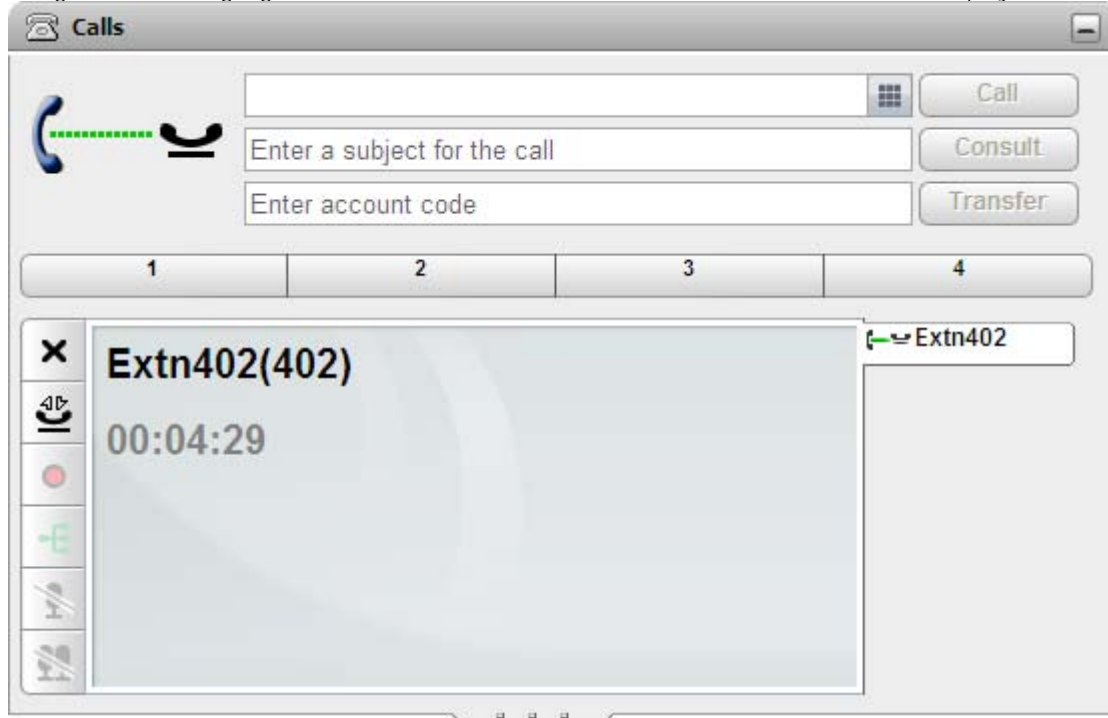 Calls
Call
Enter a subject for the call
Consult
Enter account code
Transfer
1 2 3 4
Extn402(402)
Extn402
00:04:29